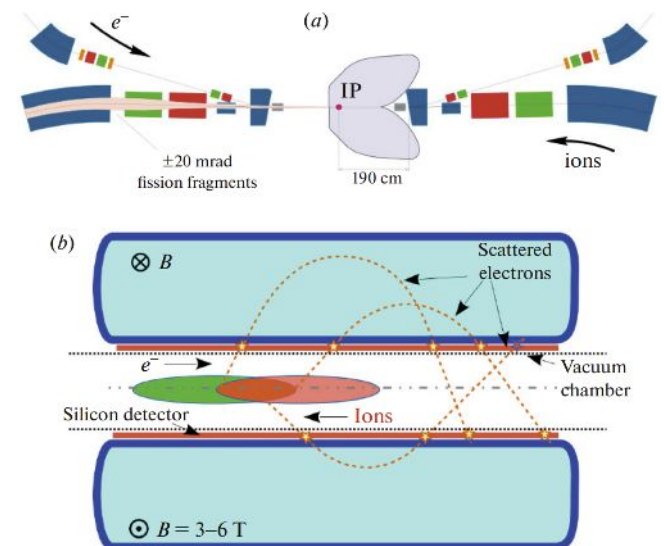 (a)
e⁻
IP
±20 mrad
fission fragments
190 cm
ions
(b)
⊗ B
Scattered
electrons
e⁻
Vacuum
chamber
Silicon detector
Ions
⊙ B = 3–6 T